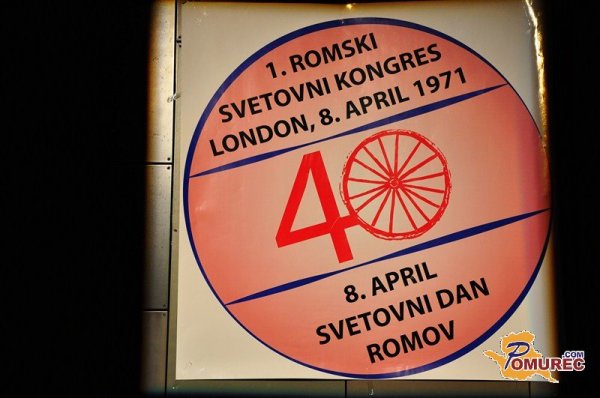 1. ROMSKI
SVETOVNI KONGRES
LONDON, 8. APRIL 1971
40
8. APRIL
SVETOVNI DAN
ROMOV
POMUREC.COM